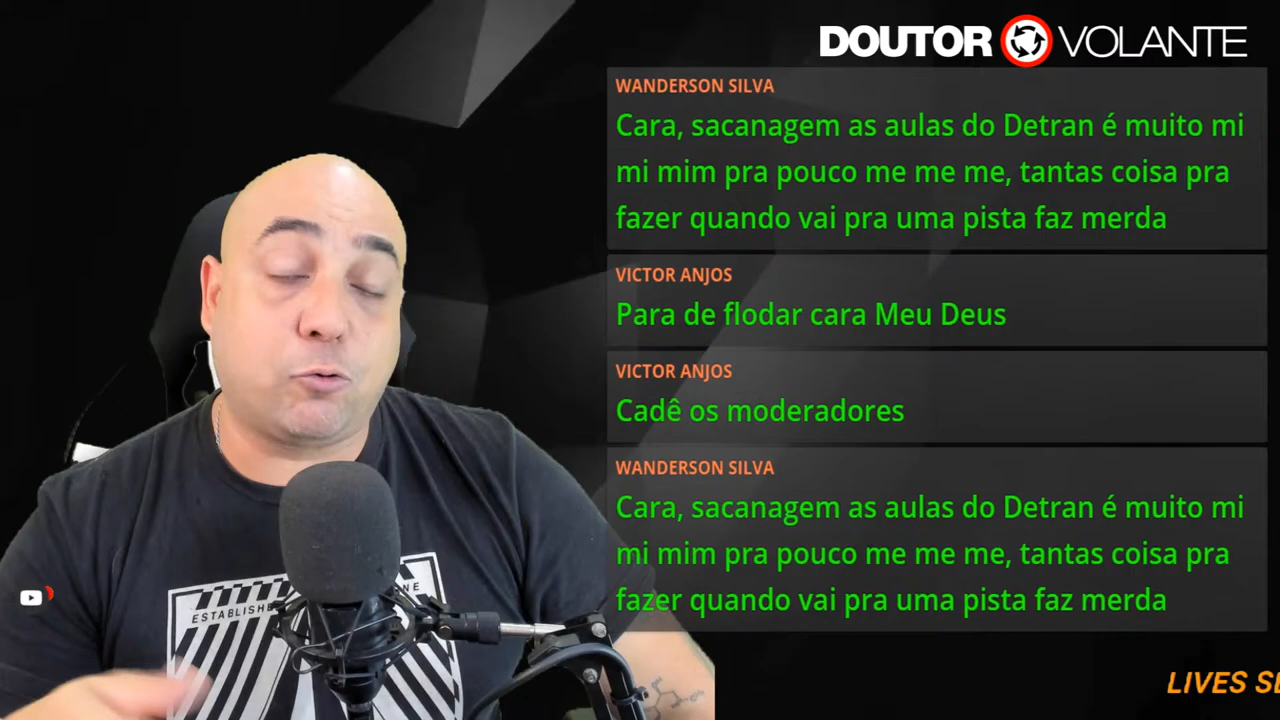 DOUTOR VOLANTE
WANDERSON SILVA
Cara, sacanagem as aulas do Detran é muito mi
mi mim pra pouco me me me, tantas coisa pra
fazer quando vai pra uma pista faz merda
VICTOR ANJOS
Para de flodar cara Meu Deus
VICTOR ANJOS
Cadê os moderadores
WANDERSON SILVA
Cara, sacanagem as aulas do Detran é muito mi
mi mim pra pouco me me me, tantas coisa pra
fazer quando vai pra uma pista faz merda
LIVES